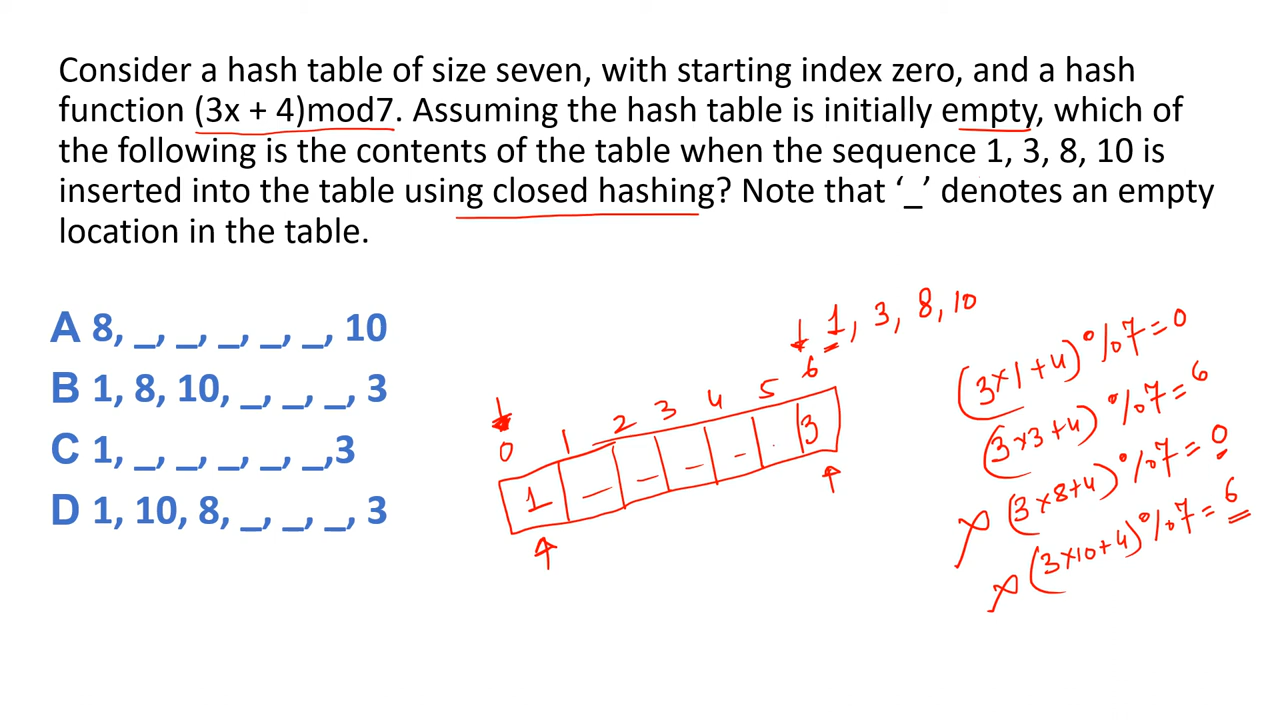 Consider a hash table of size seven, with starting index zero, and a hash
function (3x + 4)mod7. Assuming the hash table is initially empty, which of
the following is the contents of the table when the sequence 1, 3, 8, 10 is
inserted into the table using closed hashing? Note that ‘_’ denotes an empty
location in the table.
A 8, _, _, _, _, _, 10
B 1, 8, 10, _, _, _, 3
C 1, _, _, _, _, _,3
D 1, 10, 8, _, _, _, 3
1, 3, 8, 10
0 1 2 3 4 5 6
1 _ _ _ _ . 3
(3×1+4)%7=0
(3×3+4)%7=6
(3×8+4)%7=0
(3×10+4)%7=6